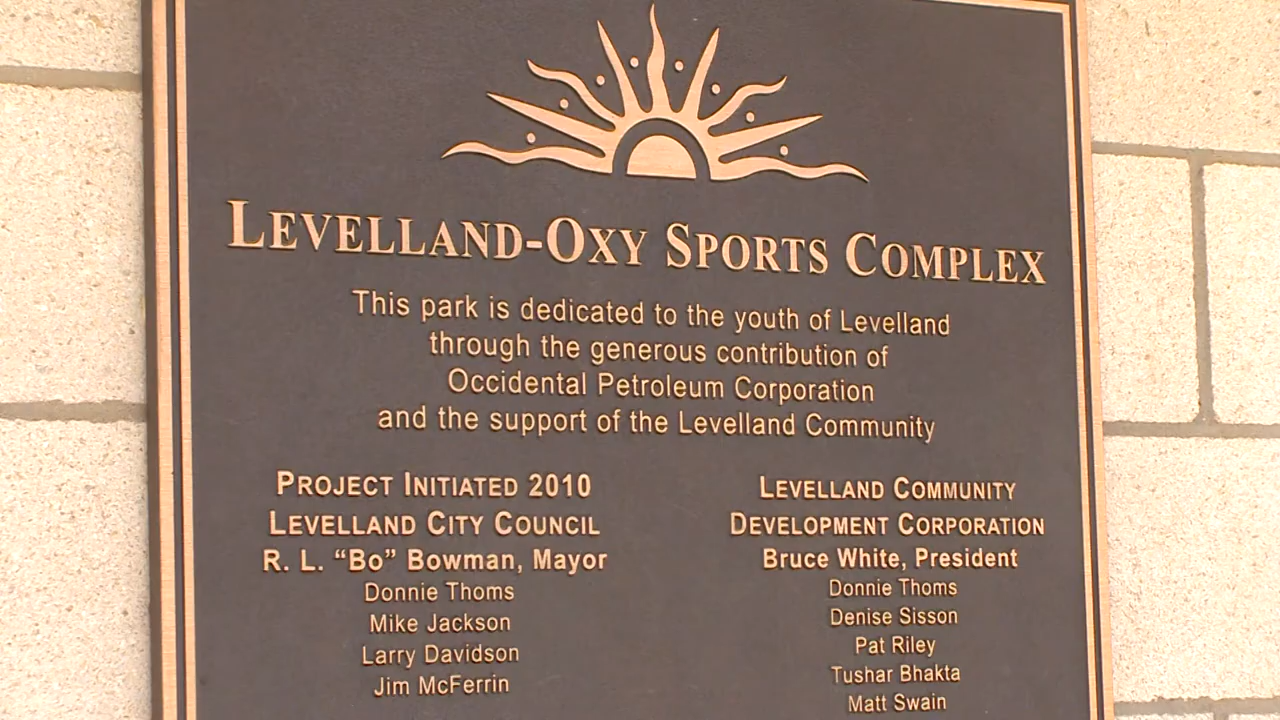 LEVELLAND-OXY SPORTS COMPLEX
This park is dedicated to the youth of Levelland
through the generous contribution of
Occidental Petroleum Corporation
and the support of the Levelland Community
PROJECT INITIATED 2010
LEVELLAND CITY COUNCIL
R. L. “Bo” Bowman, Mayor
Donnie Thoms
Mike Jackson
Larry Davidson
Jim McFerrin
LEVELLAND COMMUNITY
DEVELOPMENT CORPORATION
Bruce White, President
Donnie Thoms
Denise Sisson
Pat Riley
Tushar Bhakta
Matt Swain